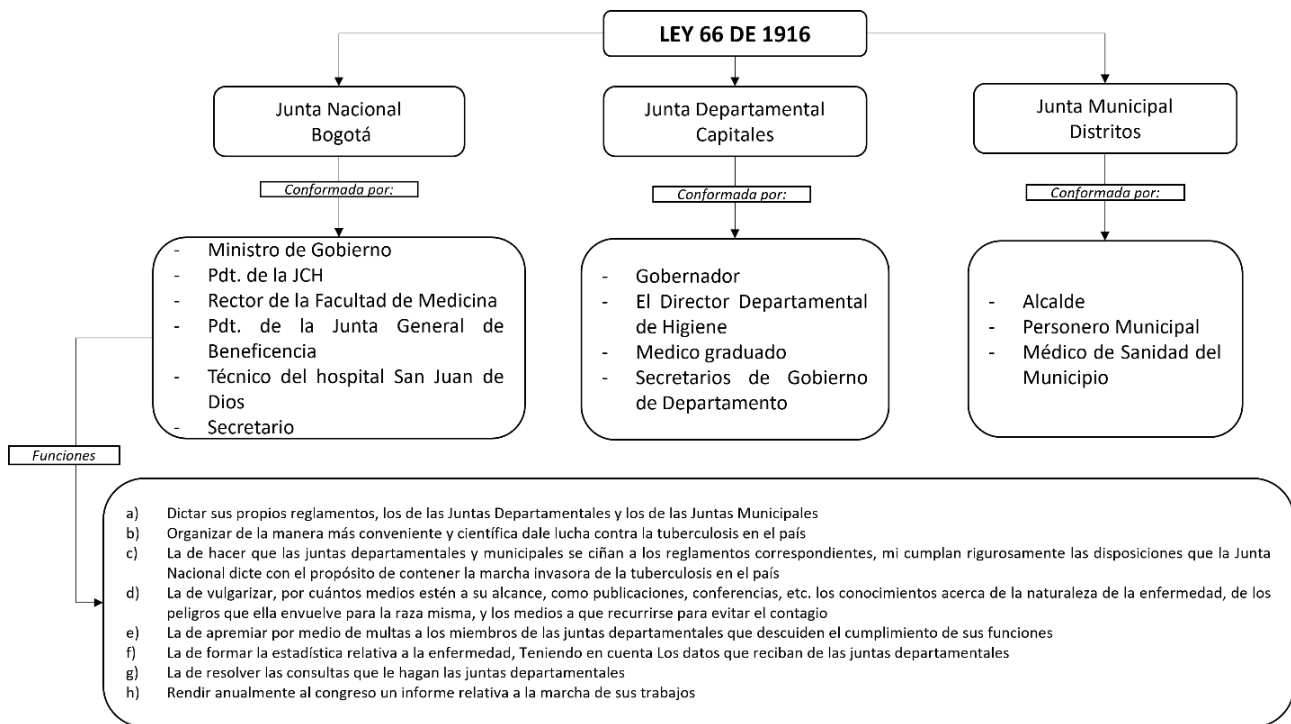 LEY 66 DE 1916
Junta Nacional
Bogotá
Junta Departamental
Capitales
Junta Municipal
Distritos
Conformada por:
Conformada por:
Conformada por:
- Ministro de Gobierno
- Pdt. de la JCH
- Rector de la Facultad de Medicina
- Pdt. de la Junta General de
Beneficencia
- Técnico del hospital San Juan de
Dios
- Secretario
- Gobernador
- El Director Departamental
de Higiene
- Medico graduado
- Secretarios de Gobierno
de Departamento
- Alcalde
- Personero Municipal
- Médico de Sanidad del
Municipio
Funciones
a) Dictar sus propios reglamentos, los de las Juntas Departamentales y los de las Juntas Municipales
b) Organizar de la manera más conveniente y científica dale lucha contra la tuberculosis en el país
c) La de hacer que las juntas departamentales y municipales se ciñan a los reglamentos correspondientes, mi cumplan rigurosamente las disposiciones que la Junta
Nacional dicte con el propósito de contener la marcha invasora de la tuberculosis en el país
d) La de vulgarizar, por cuántos medios estén a su alcance, como publicaciones, conferencias, etc. los conocimientos acerca de la naturaleza de la enfermedad, de los
peligros que ella envuelve para la raza misma, y los medios a que recurrirse para evitar el contagio
e) La de apremiar por medio de multas a los miembros de las juntas departamentales que descuiden el cumplimiento de sus funciones
f) La de formar la estadística relativa a la enfermedad, Teniendo en cuenta Los datos que reciban de las juntas departamentales
g) La de resolver las consultas que le hagan las juntas departamentales
h) Rendir anualmente al congreso un informe relativa a la marcha de sus trabajos